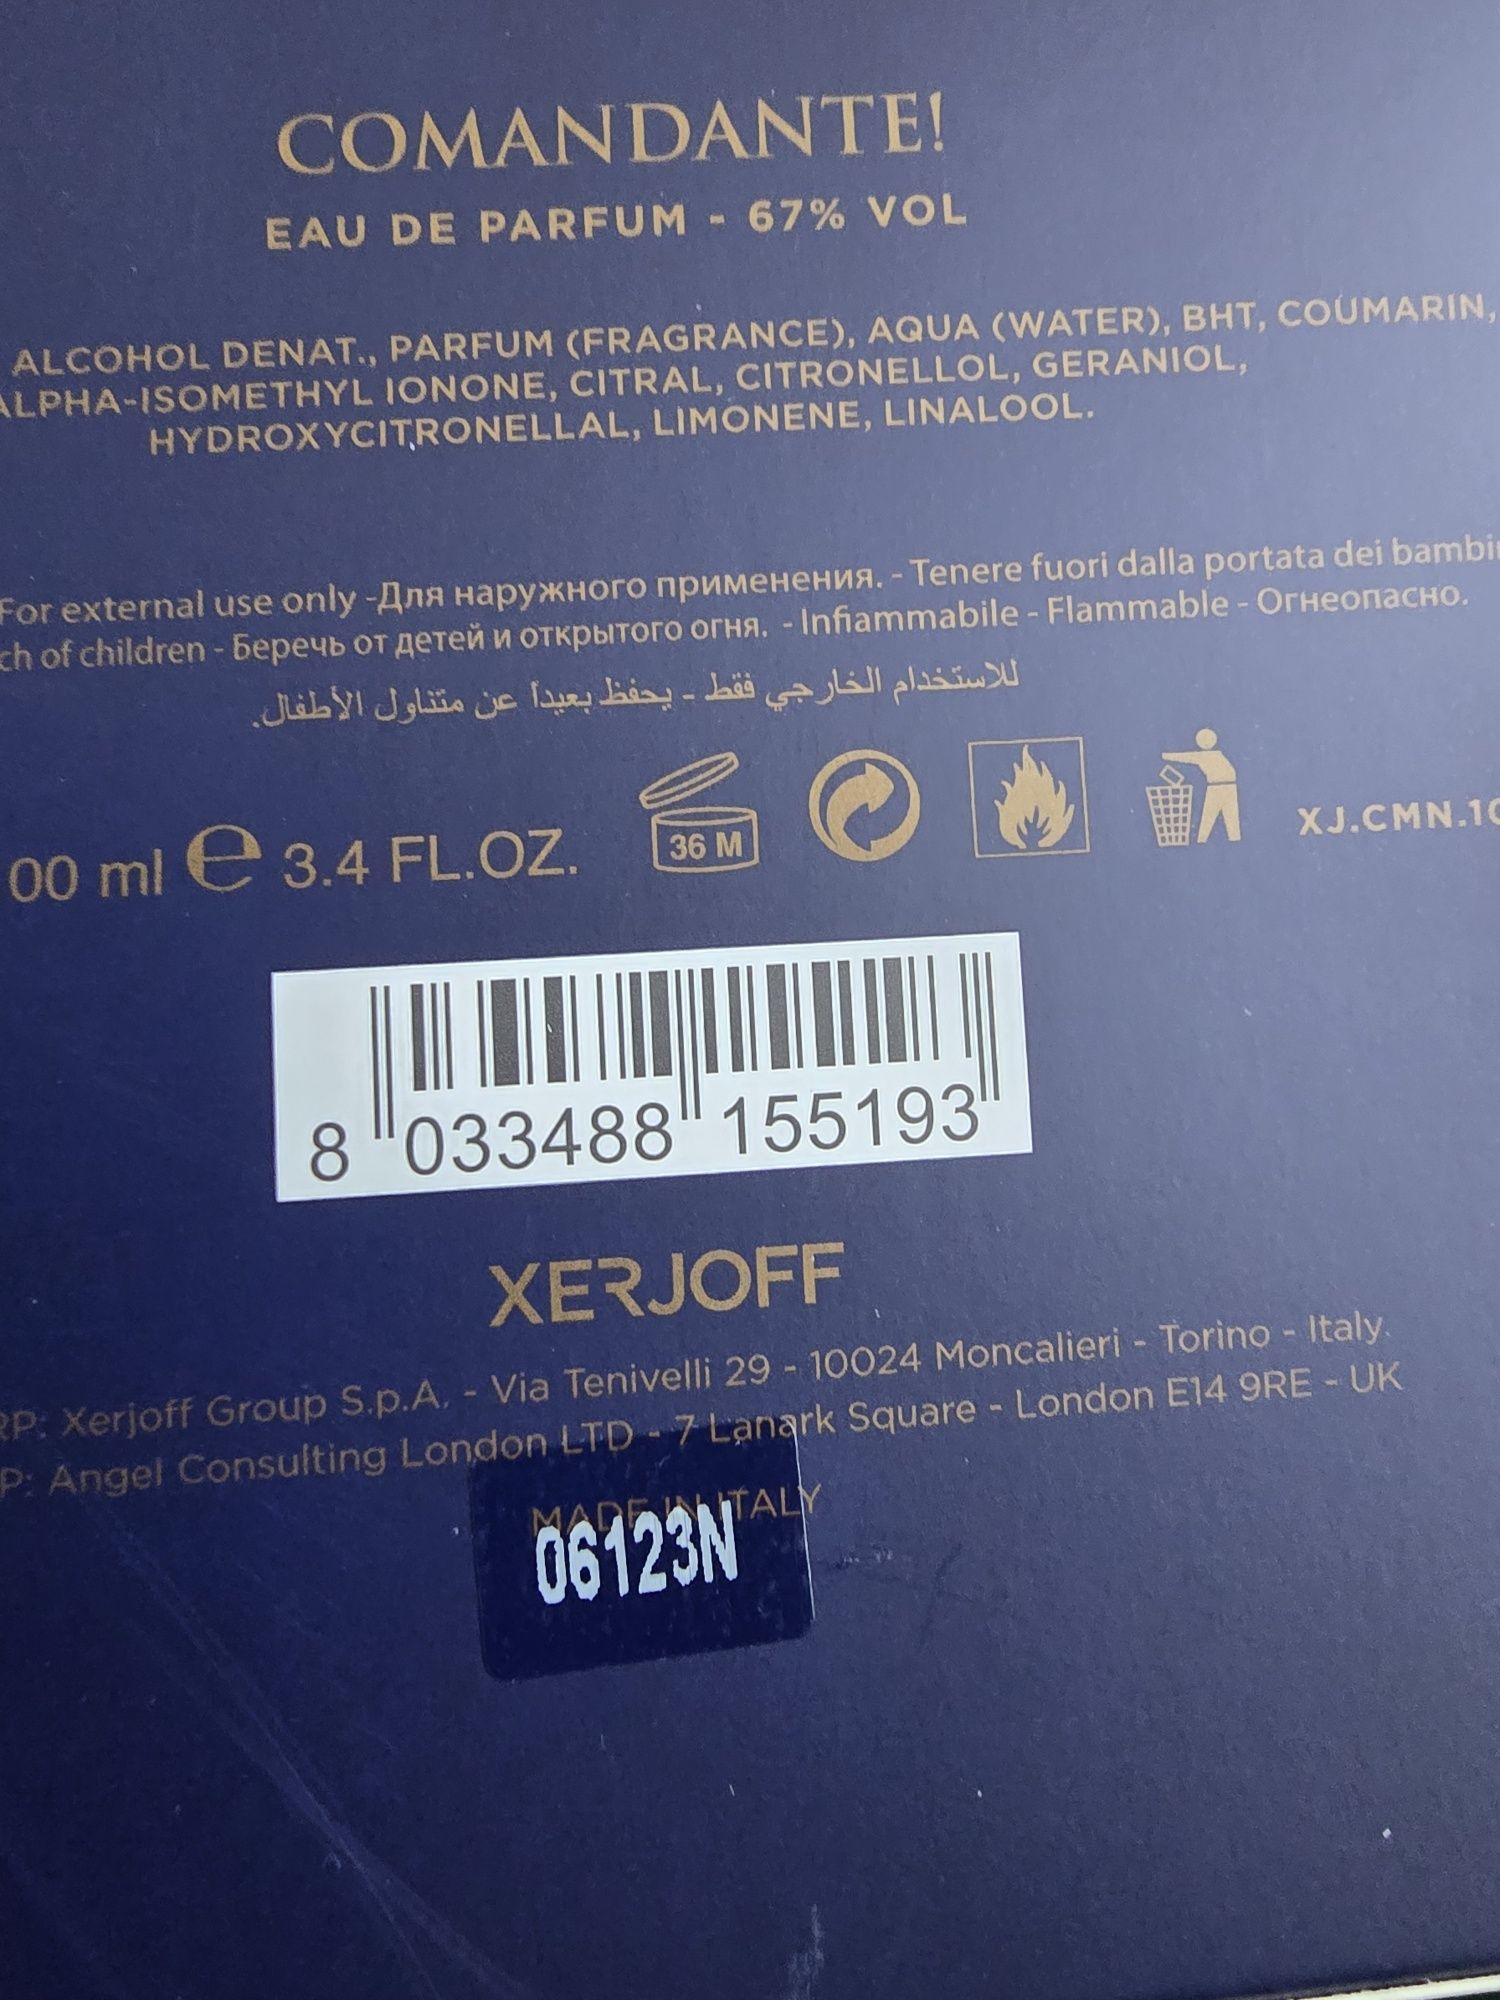 COMANDANTE!
EAU DE PARFUM - 67% VOL
ALCOHOL DENAT., PARFUM (FRAGRANCE), AQUA (WATER), BHT, COUMARIN,
ALPHA-ISOMETHYL IONONE, CITRAL, CITRONELLOL, GERANIOL,
HYDROXYCITRONELLAL, LIMONENE, LINALOOL.
For external use only -Для наружного применения. - Tenere fuori dalla portata dei bambi
ch of children - Беречь от детей и открытого огня. - Infiammabile - Flammable - Огнеопасно.
للاستخدام الخارجي فقط - يحفظ بعيداً عن متناول الأطفال.
00 ml e 3.4 FL.OZ. 36 M XJ.CMN.10
8 033488 155193
XERJOFF
RP: Xerjoff Group S.p.A. - Via Tenivelli 29 - 10024 Moncalieri - Torino - Italy.
P: Angel Consulting London LTD - 7 Lanark Square - London E14 9RE - UK
MADE IN ITALY
06123N